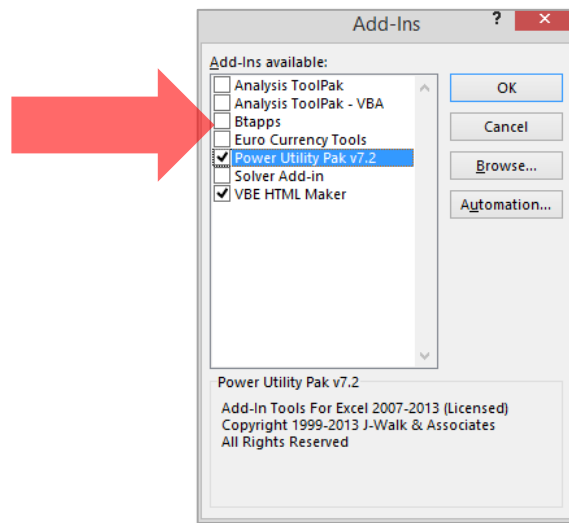 Add-Ins
?
Add-Ins available:
Analysis ToolPak
Analysis ToolPak - VBA
Btapps
Euro Currency Tools
Power Utility Pak v7.2
Solver Add-in
VBE HTML Maker
OK
Cancel
Browse...
Automation...
Power Utility Pak v7.2
Add-In Tools For Excel 2007-2013 (Licensed)
Copyright 1999-2013 J-Walk & Associates
All Rights Reserved